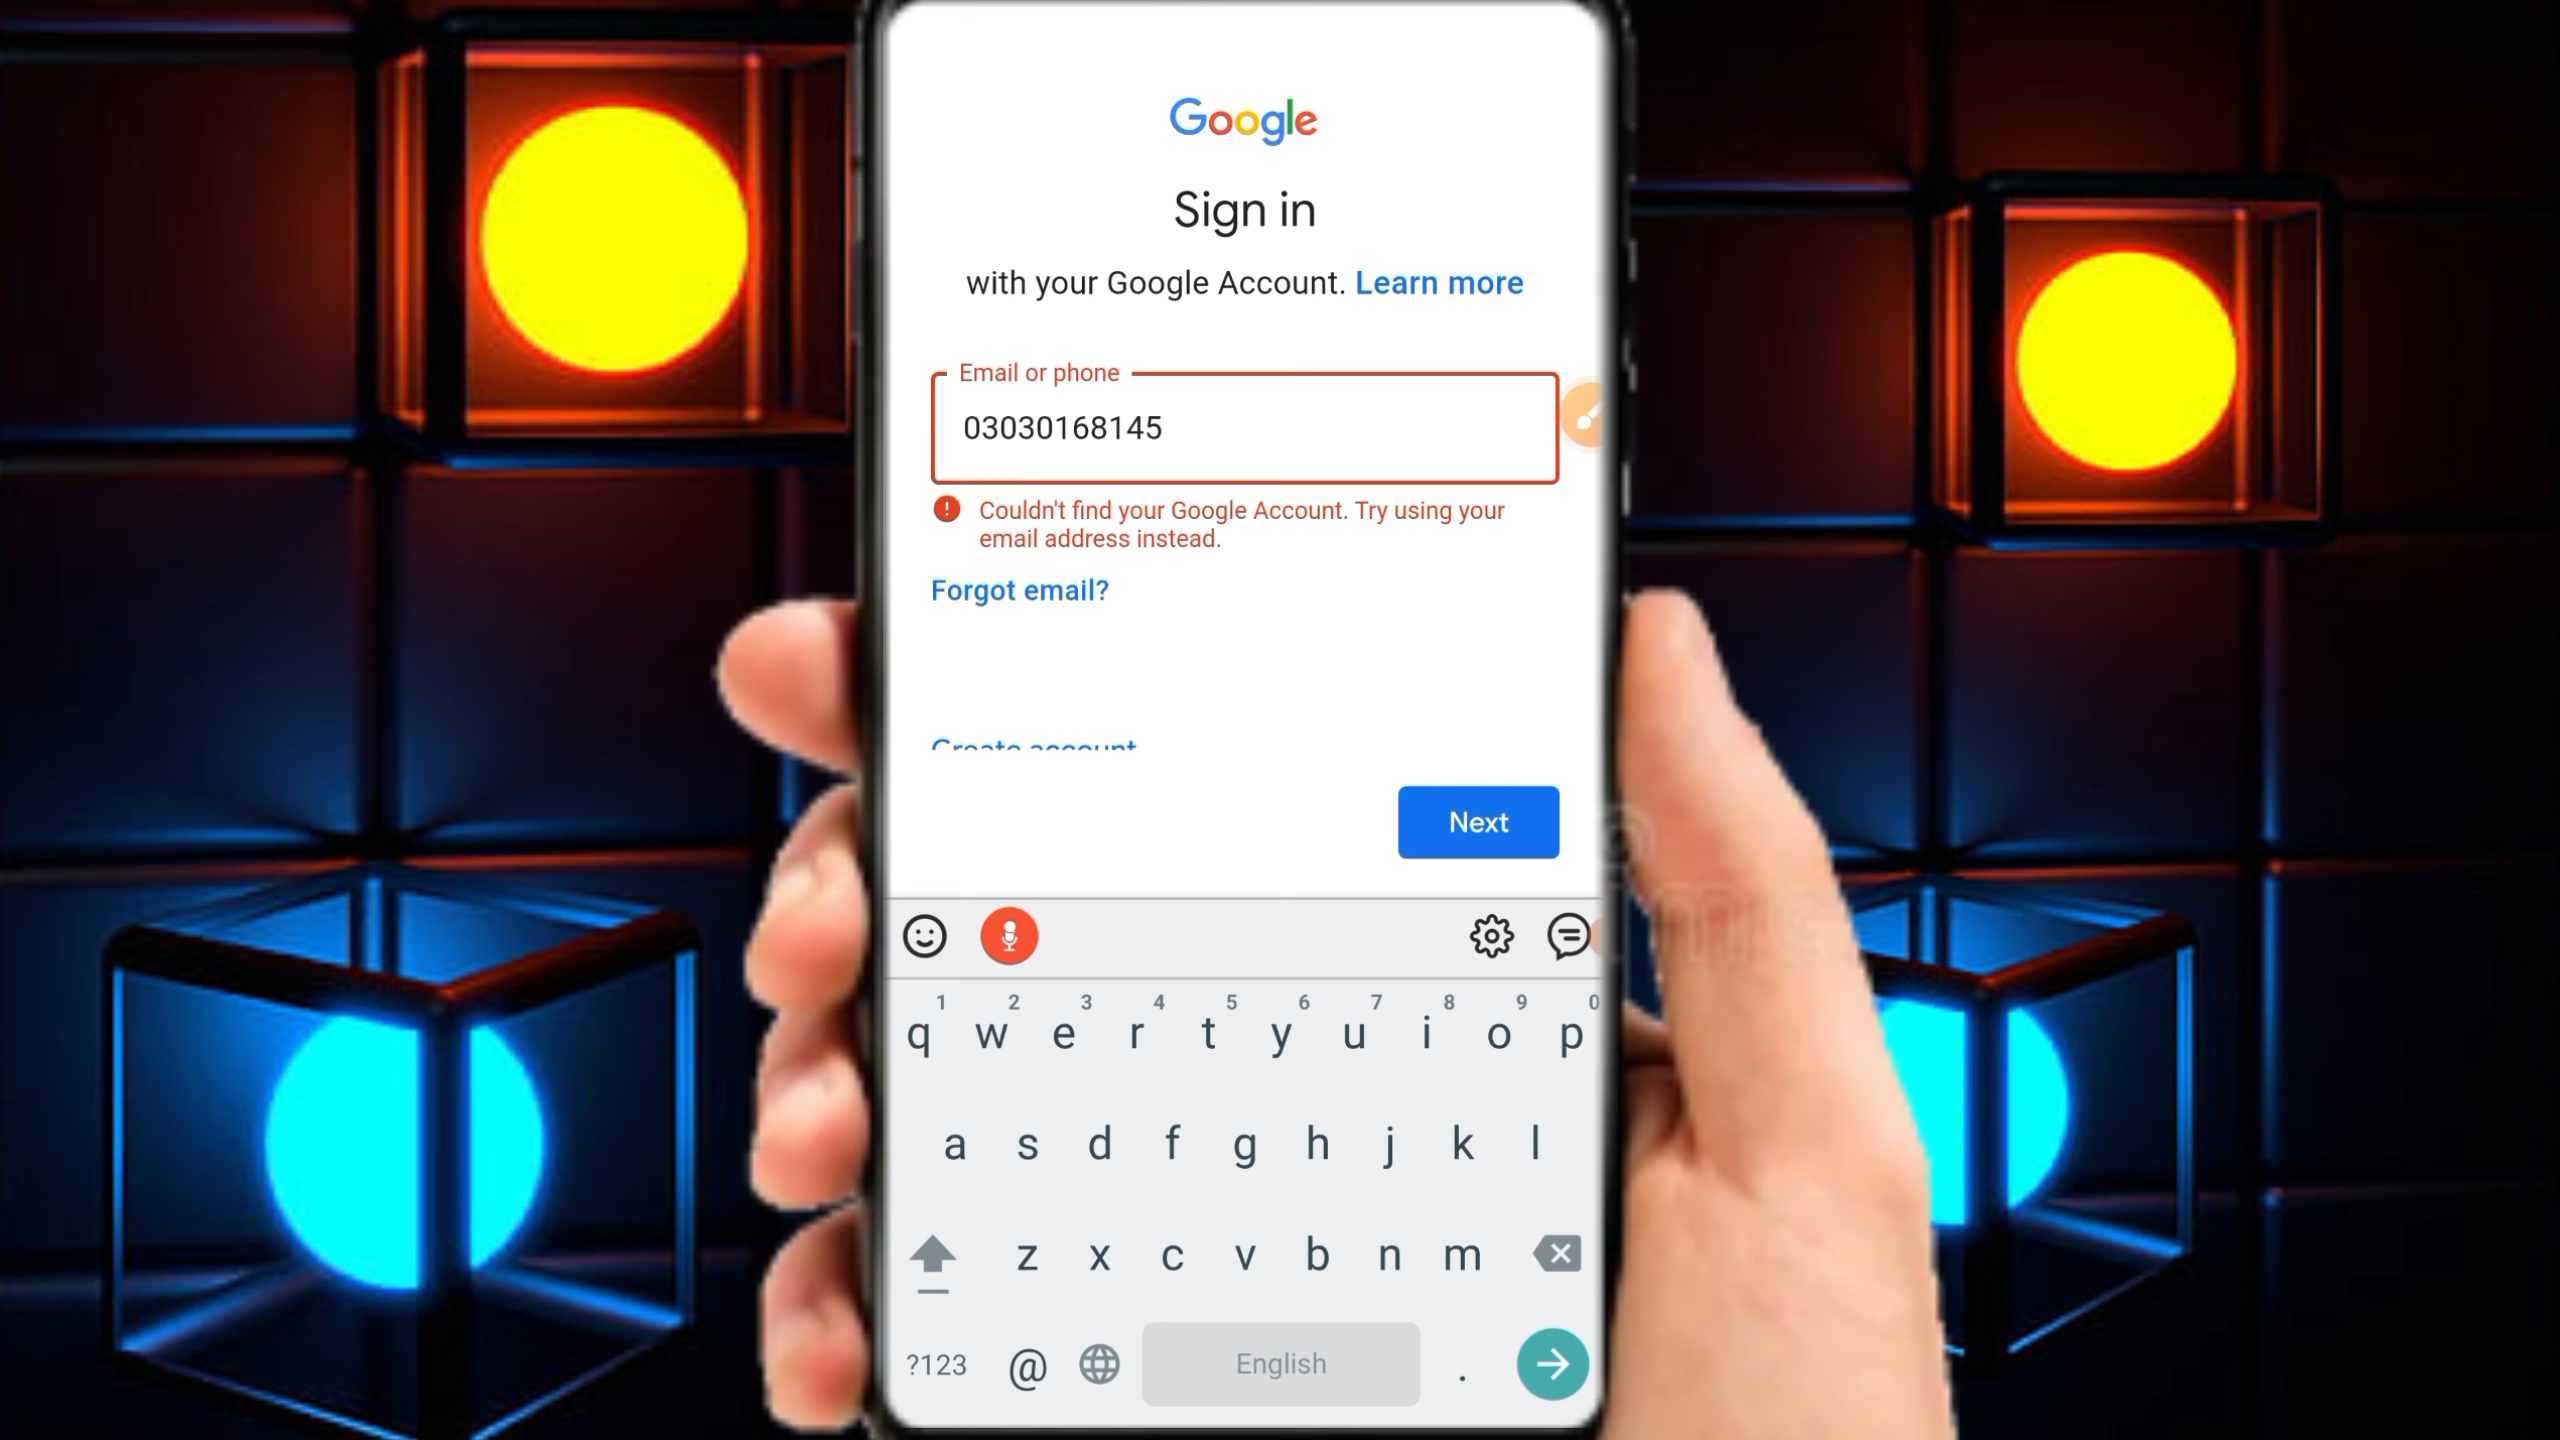 Google
Sign in
with your Google Account. Learn more
Email or phone
03030168145
Couldn't find your Google Account. Try using your
email address instead.
Forgot email?
Create account
Next
1 2 3 4 5 6 7 8 9 0
q w e r t y u i o p
a s d f g h j k l
z x c v b n m
?123 @ English .